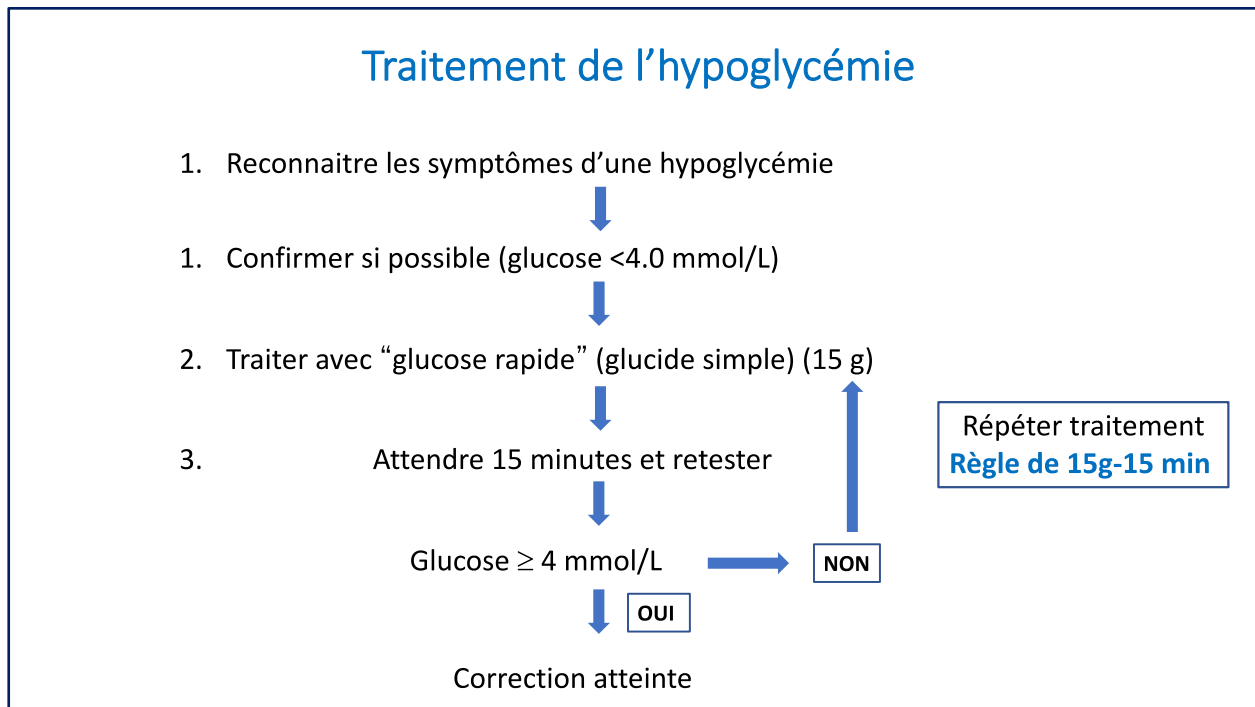 Traitement de l’hypoglycémie
1. Reconnaitre les symptômes d’une hypoglycémie
1. Confirmer si possible (glucose <4.0 mmol/L)
2. Traiter avec “glucose rapide” (glucide simple) (15 g)
Répéter traitement
Règle de 15g-15 min
3. Attendre 15 minutes et retester
Glucose ≥ 4 mmol/L
NON
OUI
Correction atteinte